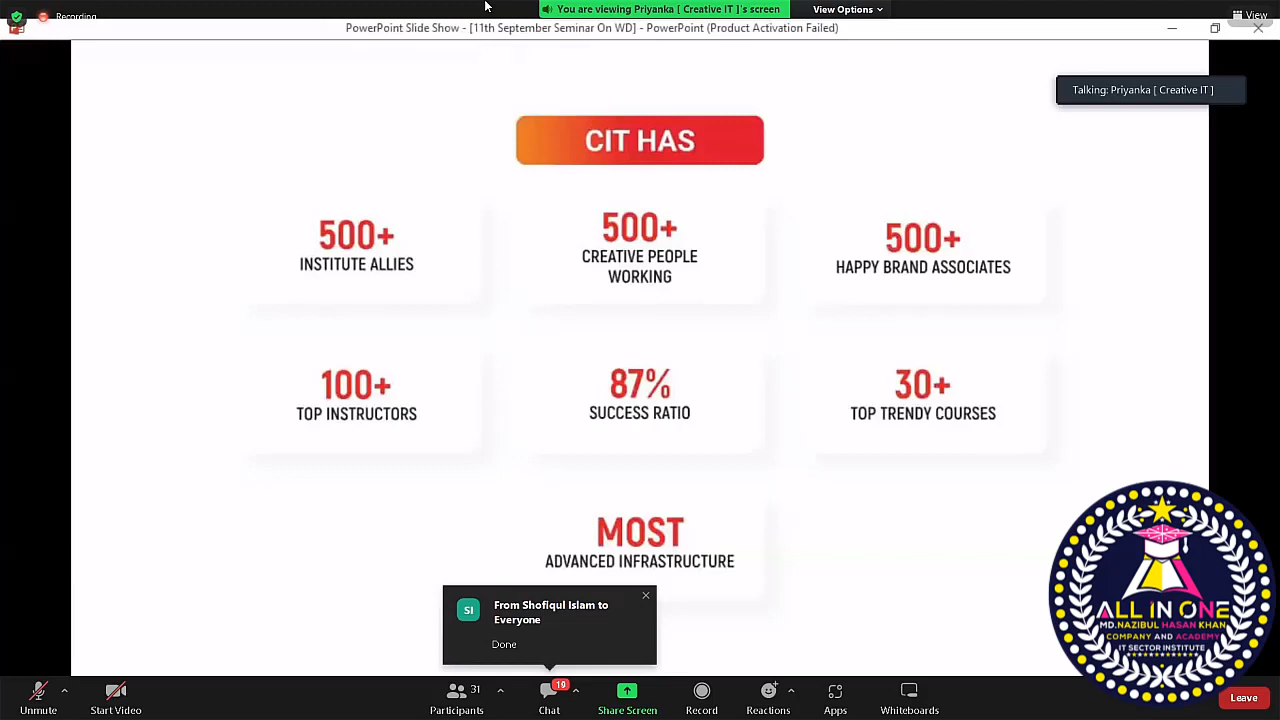 Recording
You are viewing Priyanka [ Creative IT ]'s screen
View Options
View
PowerPoint Slide Show - [11th September Seminar On WD] - PowerPoint (Product Activation Failed)
Talking: Priyanka [ Creative IT ]
CIT HAS
500+
INSTITUTE ALLIES
500+
CREATIVE PEOPLE
WORKING
500+
HAPPY BRAND ASSOCIATES
100+
TOP INSTRUCTORS
87%
SUCCESS RATIO
30+
TOP TRENDY COURSES
MOST
ADVANCED INFRASTRUCTURE
SI
From Shofiqul Islam to
Everyone
Done
ALL IN ONE
MD.NAZIBUL HASAN KHAN
COMPANY AND ACADEMY
IT SECTOR INSTITUTE
Unmute
Start Video
31
Participants
19
Chat
Share Screen
Record
Reactions
Apps
Whiteboards
Leave